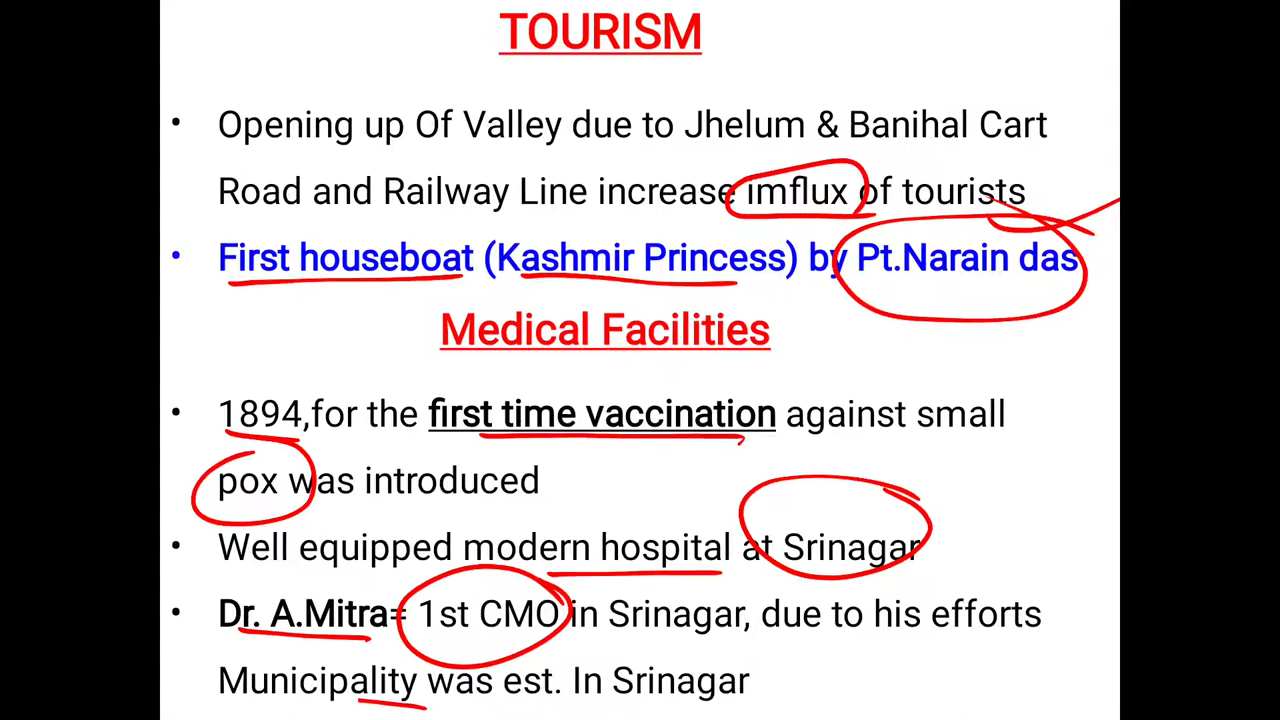 TOURISM
• Opening up Of Valley due to Jhelum & Banihal Cart
Road and Railway Line increase imflux of tourists
• First houseboat (Kashmir Princess) by Pt.Narain das
Medical Facilities
• 1894,for the first time vaccination against small
pox was introduced
• Well equipped modern hospital at Srinagar
• Dr. A.Mitra= 1st CMO in Srinagar, due to his efforts
Municipality was est. In Srinagar